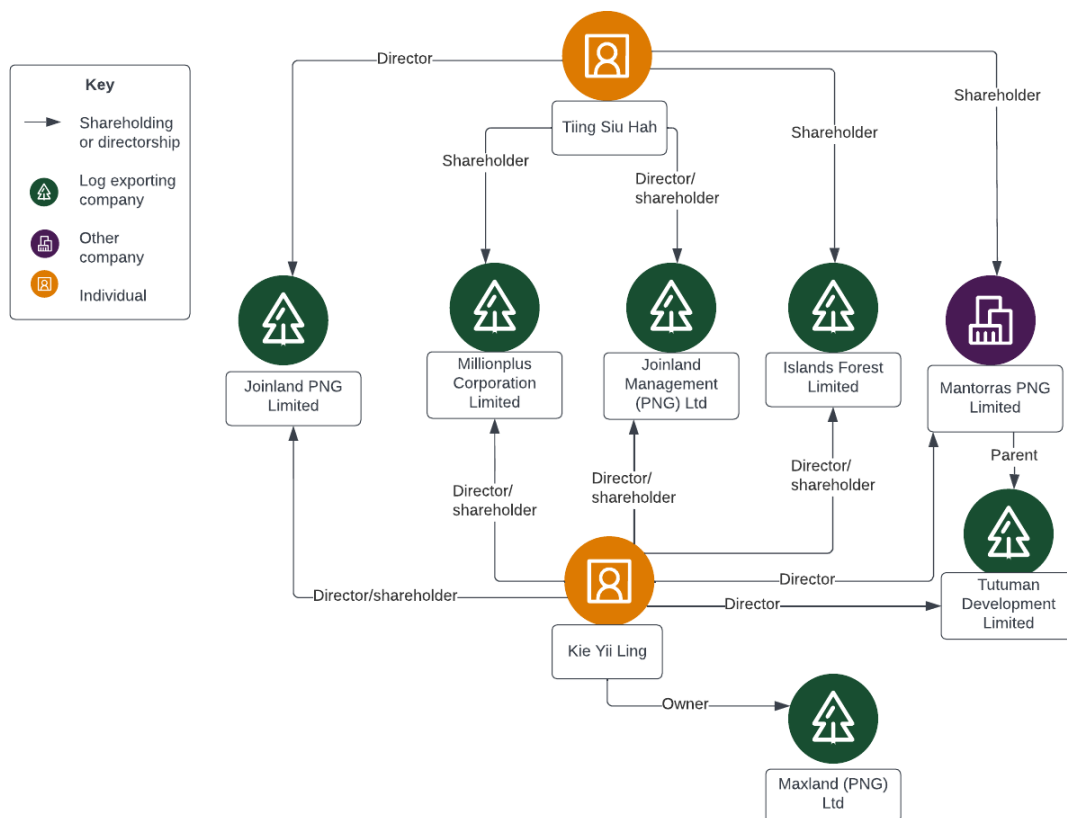 Director
Key
Shareholding
or directorship
Log exporting
company
Other
company
Individual
Tiing Siu Hah
Shareholder
Shareholder
Director/
shareholder
Shareholder
Joinland PNG
Limited
Millionplus
Corporation
Limited
Joinland
Management
(PNG) Ltd
Islands Forest
Limited
Mantorras PNG
Limited
Parent
Director/
shareholder
Director/
shareholder
Director/
shareholder
Tutuman
Development
Limited
Director
Director
Director/shareholder
Kie Yii Ling
Owner
Maxland (PNG)
Ltd